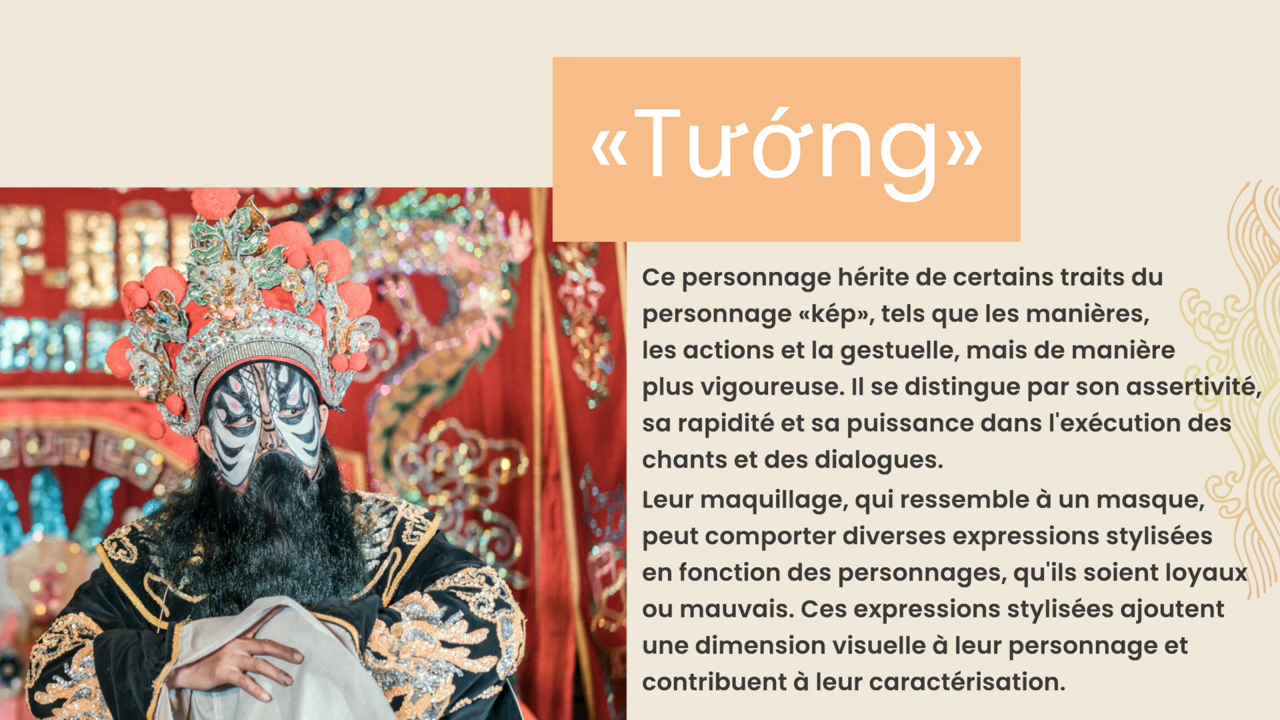 «Tướng»
Ce personnage hérite de certains traits du
personnage «kép», tels que les manières,
les actions et la gestuelle, mais de manière
plus vigoureuse. Il se distingue par son assertivité,
sa rapidité et sa puissance dans l'exécution des
chants et des dialogues.
Leur maquillage, qui ressemble à un masque,
peut comporter diverses expressions stylisées
en fonction des personnages, qu'ils soient loyaux
ou mauvais. Ces expressions stylisées ajoutent
une dimension visuelle à leur personnage et
contribuent à leur caractérisation.